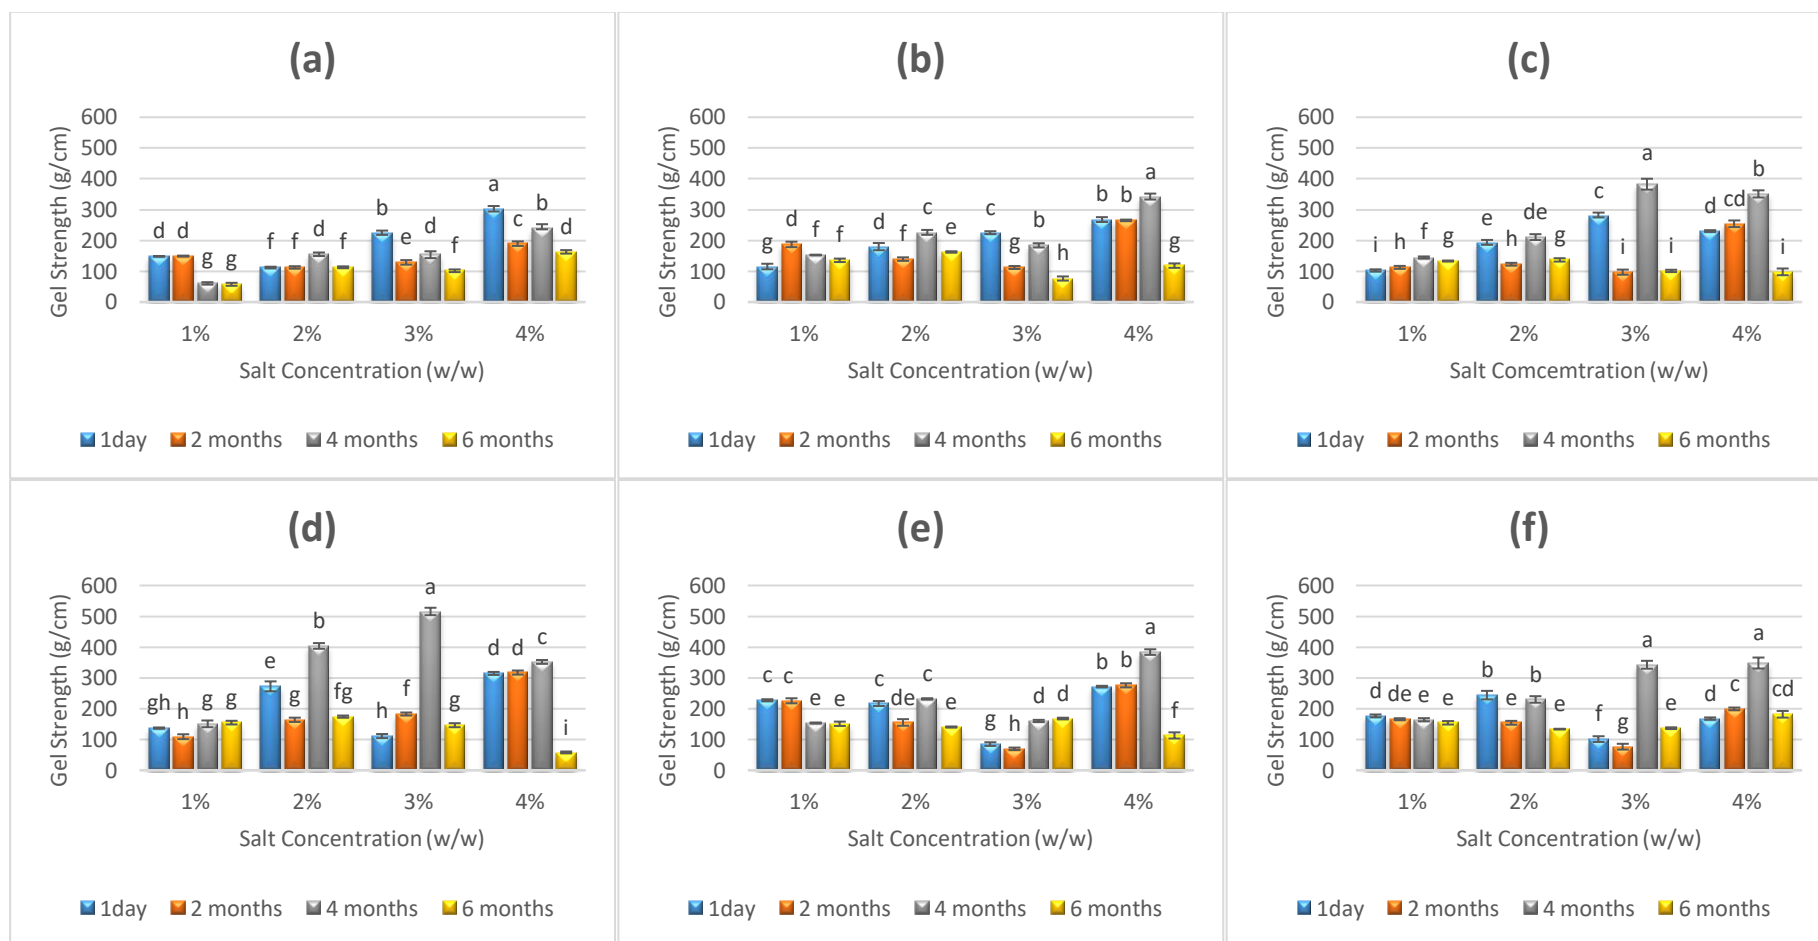 (a)
600
500
400
300
200
100
0
Gel Strength (g/cm)
d d g g
f f d f
b e d f
a c b d
1% 2% 3% 4%
Salt Concentration (w/w)
1day 2 months 4 months 6 months
(b)
600
500
400
300
200
100
0
Gel Strength (g/cm)
g d f f
d f c e
c g b h
b b a g
1% 2% 3% 4%
Salt Concentration (w/w)
1day 2 months 4 months 6 months
(c)
600
500
400
300
200
100
0
Gel Strength (g/cm)
i h f g
e h de g
c i a i
d cd b i
1% 2% 3% 4%
Salt Comcemtration (w/w)
1day 2 months 4 months 6 months
(d)
600
500
400
300
200
100
0
Gel Strength (g/cm)
gh h g g
e g b fg
h f a g
d d c i
1% 2% 3% 4%
Salt Concentration (w/w)
1day 2 months 4 months 6 months
(e)
600
500
400
300
200
100
0
Gel Strength (g/cm)
c c e e
c de c e
g h d d
b b a f
1% 2% 3% 4%
Salt Concentration (w/w)
1day 2 months 4 months 6 months
(f)
600
500
400
300
200
100
0
Gel Strength (g/cm)
d de e e
b e b e
f g a e
d c a cd
1% 2% 3% 4%
Salt Concentration (w/w)
1day 2 months 4 months 6 months